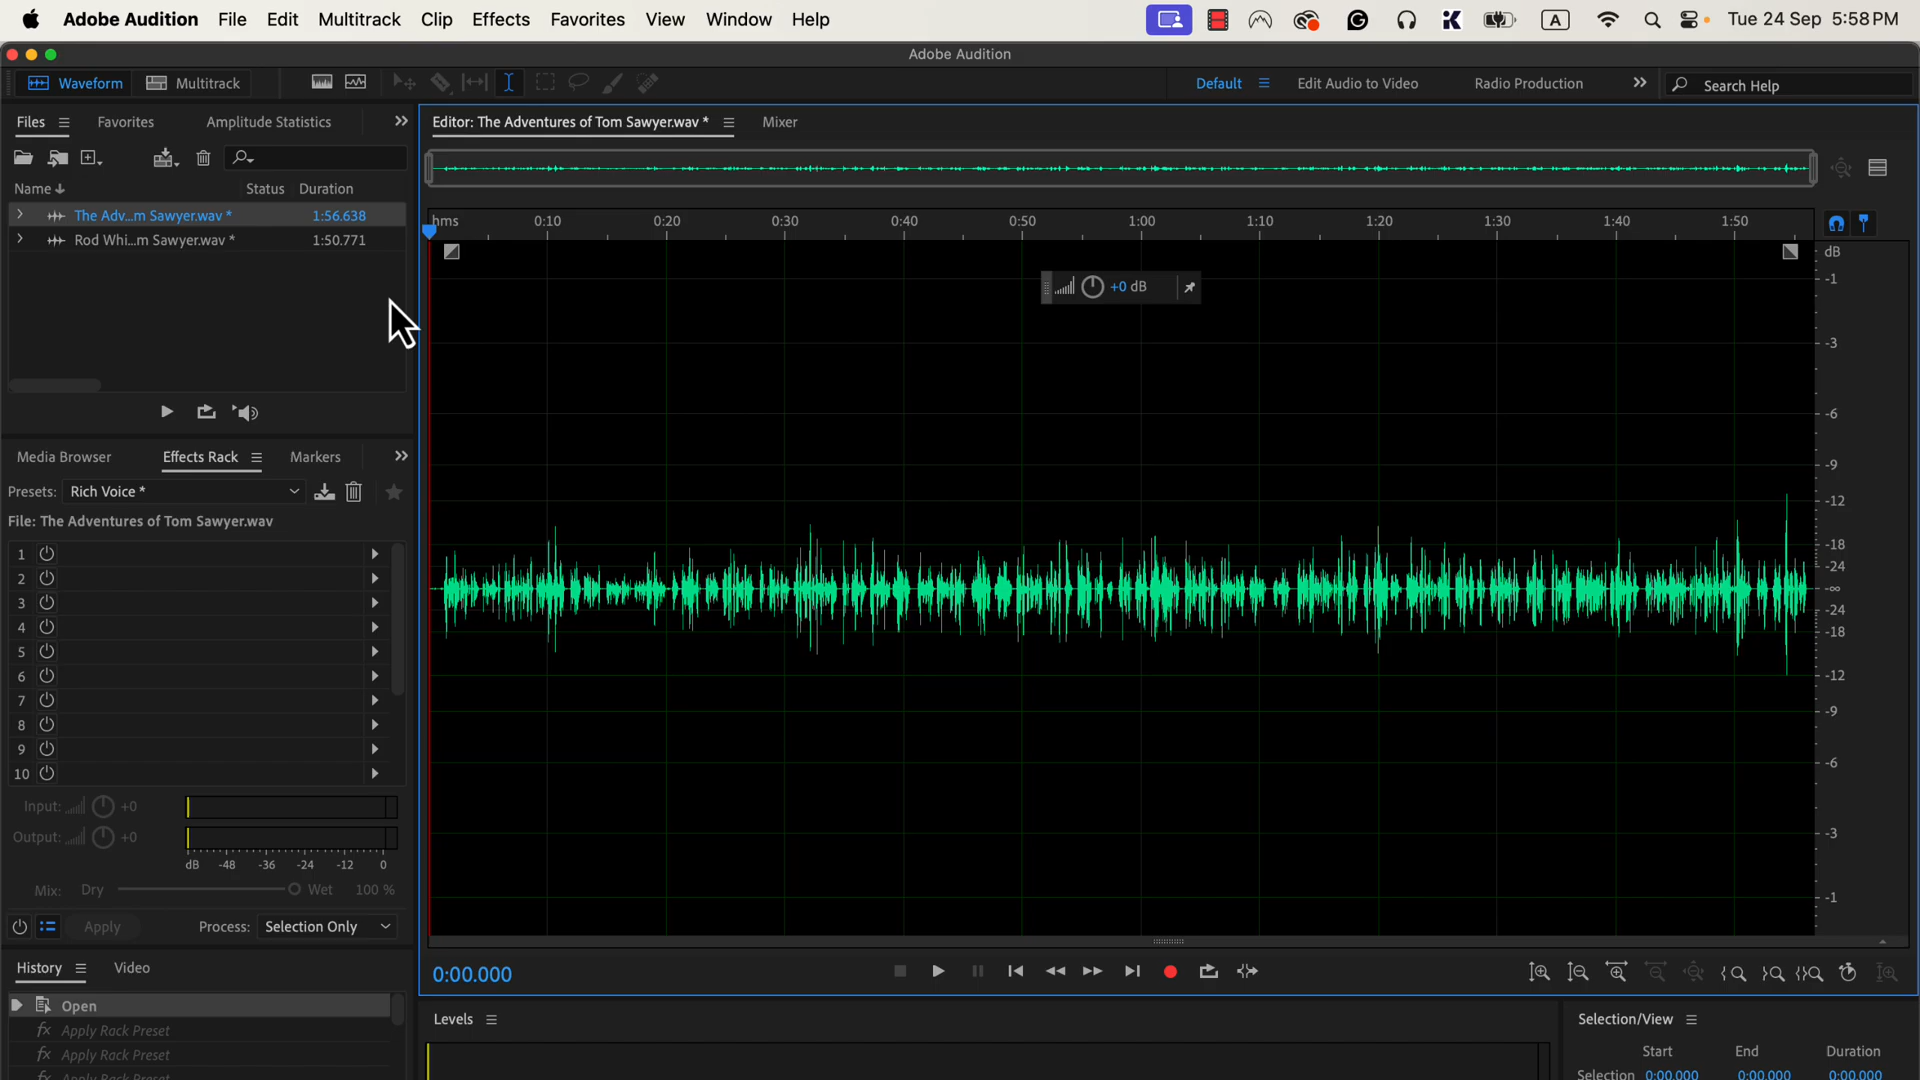 Adobe Audition File Edit Multitrack Clip Effects Favorites View Window Help A Tue 24 Sep 5:58 PM
Adobe Audition
Waveform Multitrack Default Edit Audio to Video Radio Production Search Help
Files Favorites Amplitude Statistics
Editor: The Adventures of Tom Sawyer.wav * Mixer
Name Status Duration
The Adv...m Sawyer.wav * 1:56.638
Rod Whi...m Sawyer.wav * 1:50.771
hms 0:10 0:20 0:30 0:40 0:50 1:00 1:10 1:20 1:30 1:40 1:50
+0 dB
dB
-1
-3
-6
-9
-12
-18
-24
-∞
-24
-18
-12
-9
-6
-3
-1
Media Browser Effects Rack Markers
Presets: Rich Voice *
File: The Adventures of Tom Sawyer.wav
1
2
3
4
5
6
7
8
9
10
Input: +0
Output: +0
dB -48 -36 -24 -12 0
Mix: Dry Wet 100 %
Apply Process: Selection Only
History Video
Open
Apply Rack Preset
Apply Rack Preset
Apply Rack Preset
0:00.000
Levels
Selection/View
Start End Duration
Selection 0:00.000 0:00.000 0:00.000